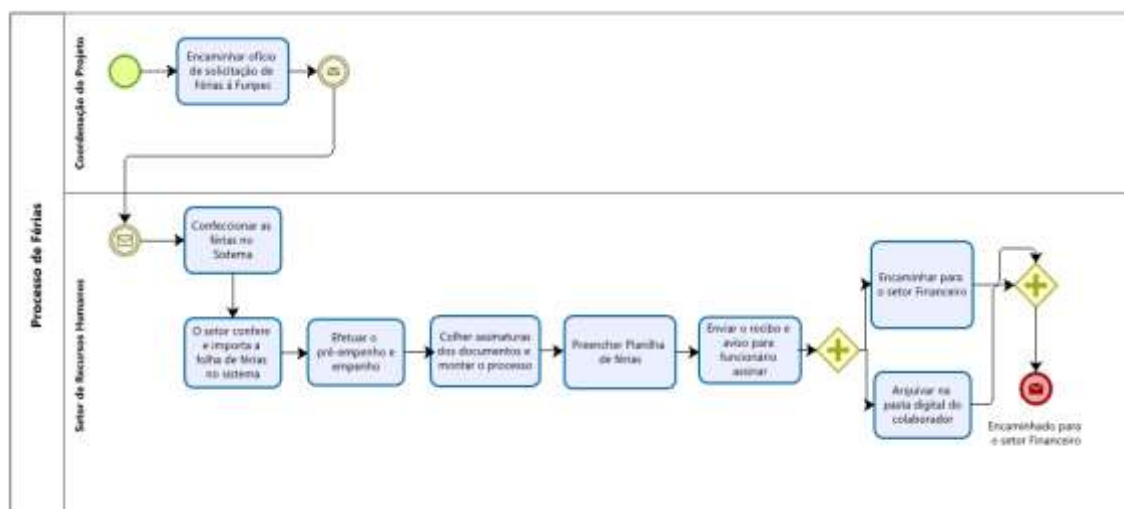 Processo de Férias
Coordenação do Projeto
Encaminhar ofício
de solicitação de
Férias á Funpec
Setor de Recursos Humanos
Confeccionar as
férias no
Sistema
O setor confere
e importa a
folha de férias
no sistema
Efetuar o
pré-empenho e
empenho
Colher assinaturas
dos documentos e
montar o processo
Preencher Planilha
de férias
Enviar o recibo e
aviso para
funcionário
assinar
Encaminhar para
o setor Financeiro
Arquivar na
pasta digital do
colaborador
Encaminhado para
o setor Financeiro